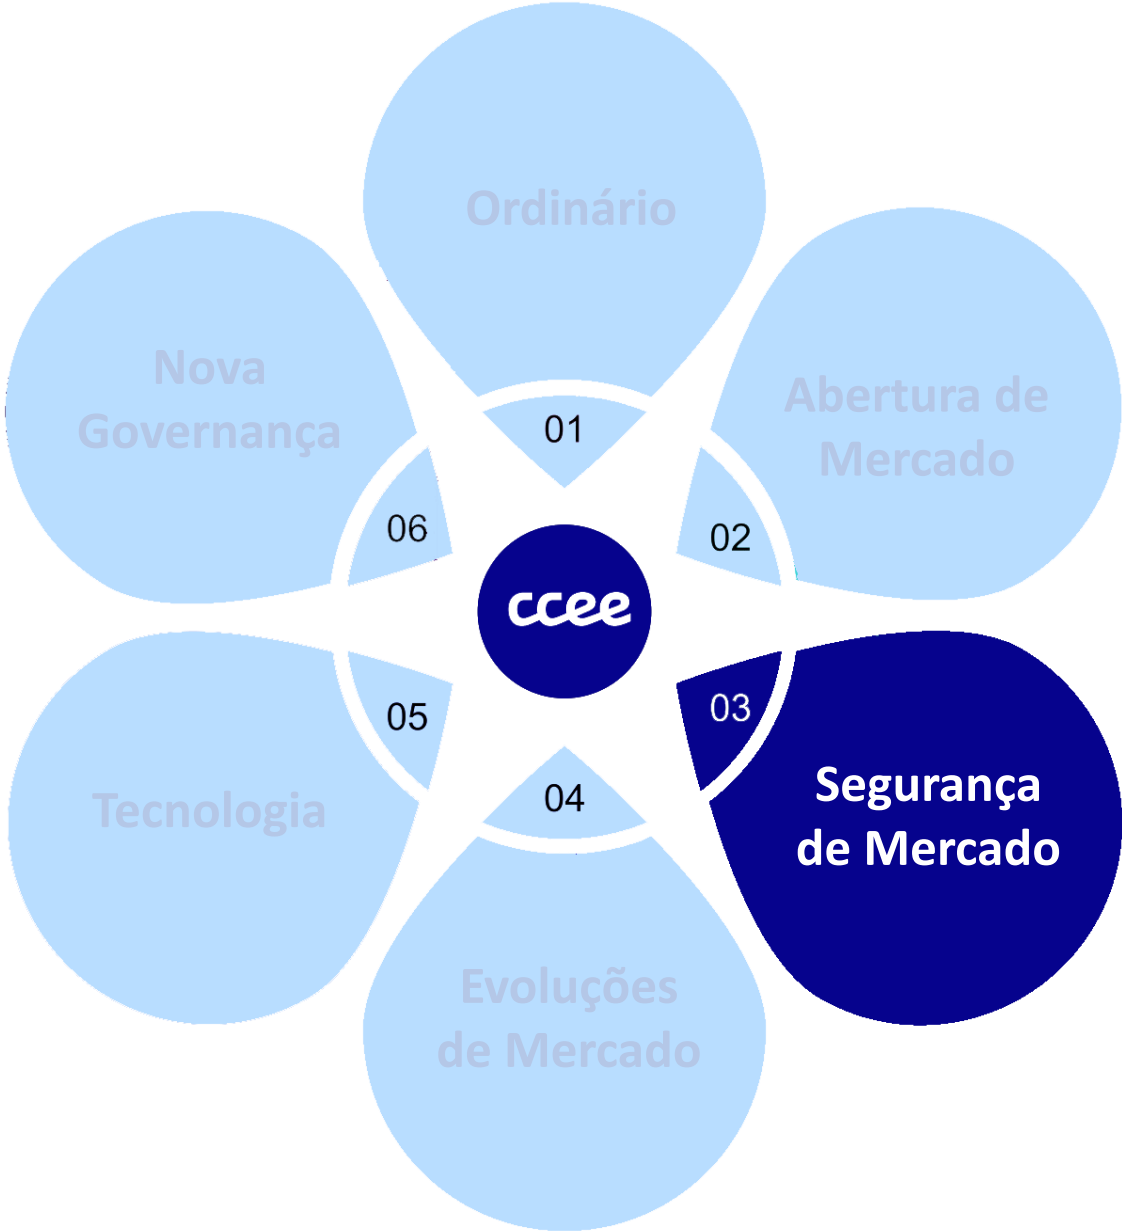 Ordinário
01
Abertura de
Mercado
02
03
Segurança
de Mercado
04
Evoluções
de Mercado
05
Tecnologia
06
Nova
Governança
ccee